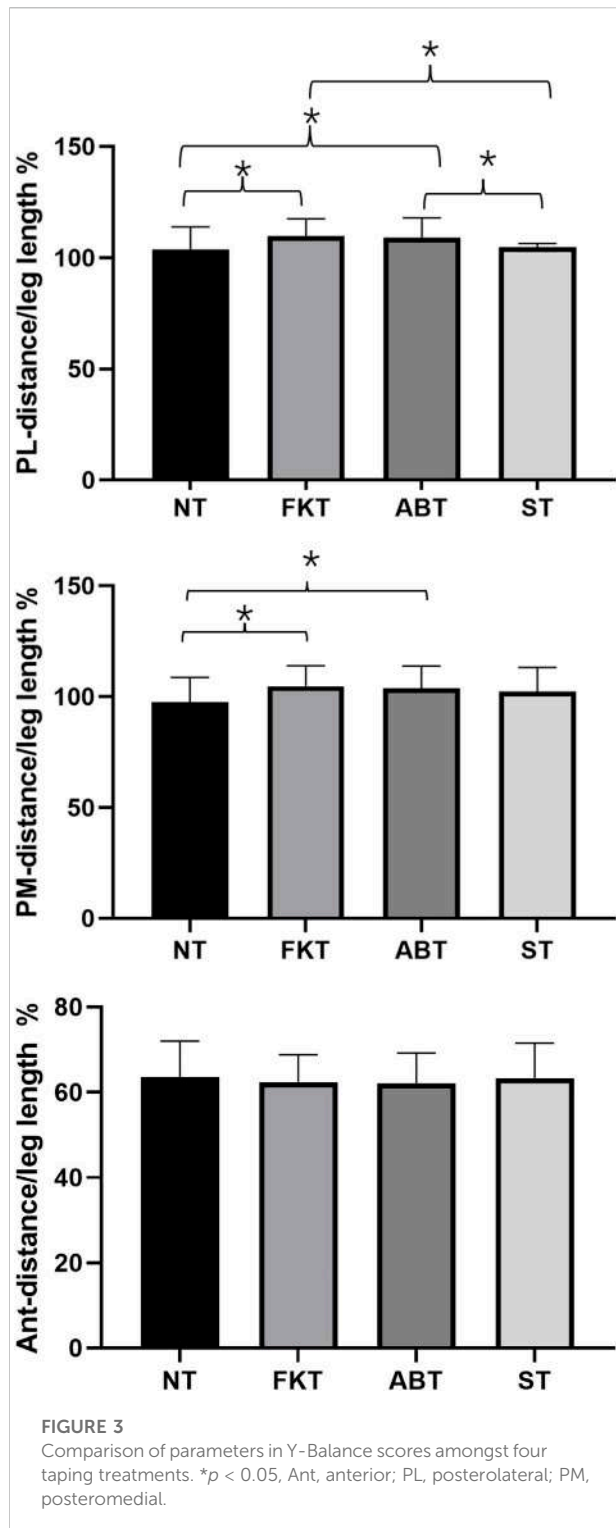 *
*
150
*
*
100
50
0
PL-distance/leg length %
NT FKT ABT ST
*
150
*
100
50
0
PM-distance/leg length %
NT FKT ABT ST
80
60
40
20
0
Ant-distance/leg length %
NT FKT ABT ST
FIGURE 3
Comparison of parameters in Y-Balance scores amongst four
taping treatments. *p < 0.05, Ant, anterior; PL, posterolateral; PM,
posteromedial.